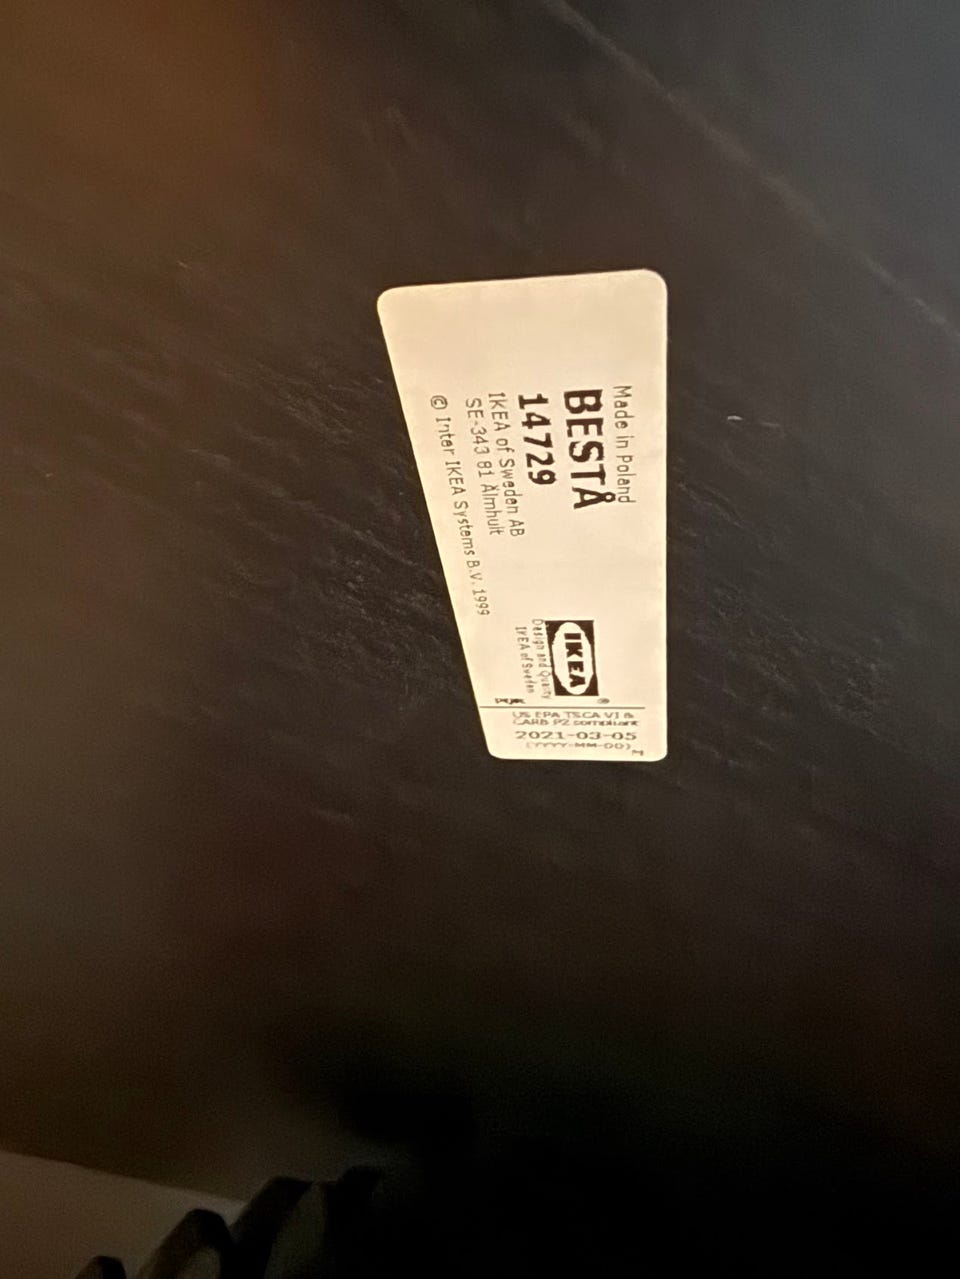 Made in Poland
BESTÅ
14729
IKEA of Sweden AB
SE-343 81 Älmhult
© Inter IKEA Systems B.V. 1999
IKEA
®
Design and Quality
IKEA of Sweden
US EPA TSCA VI &
CARB P2 compliant
2021-03-05
(YYYY-MM-DD)